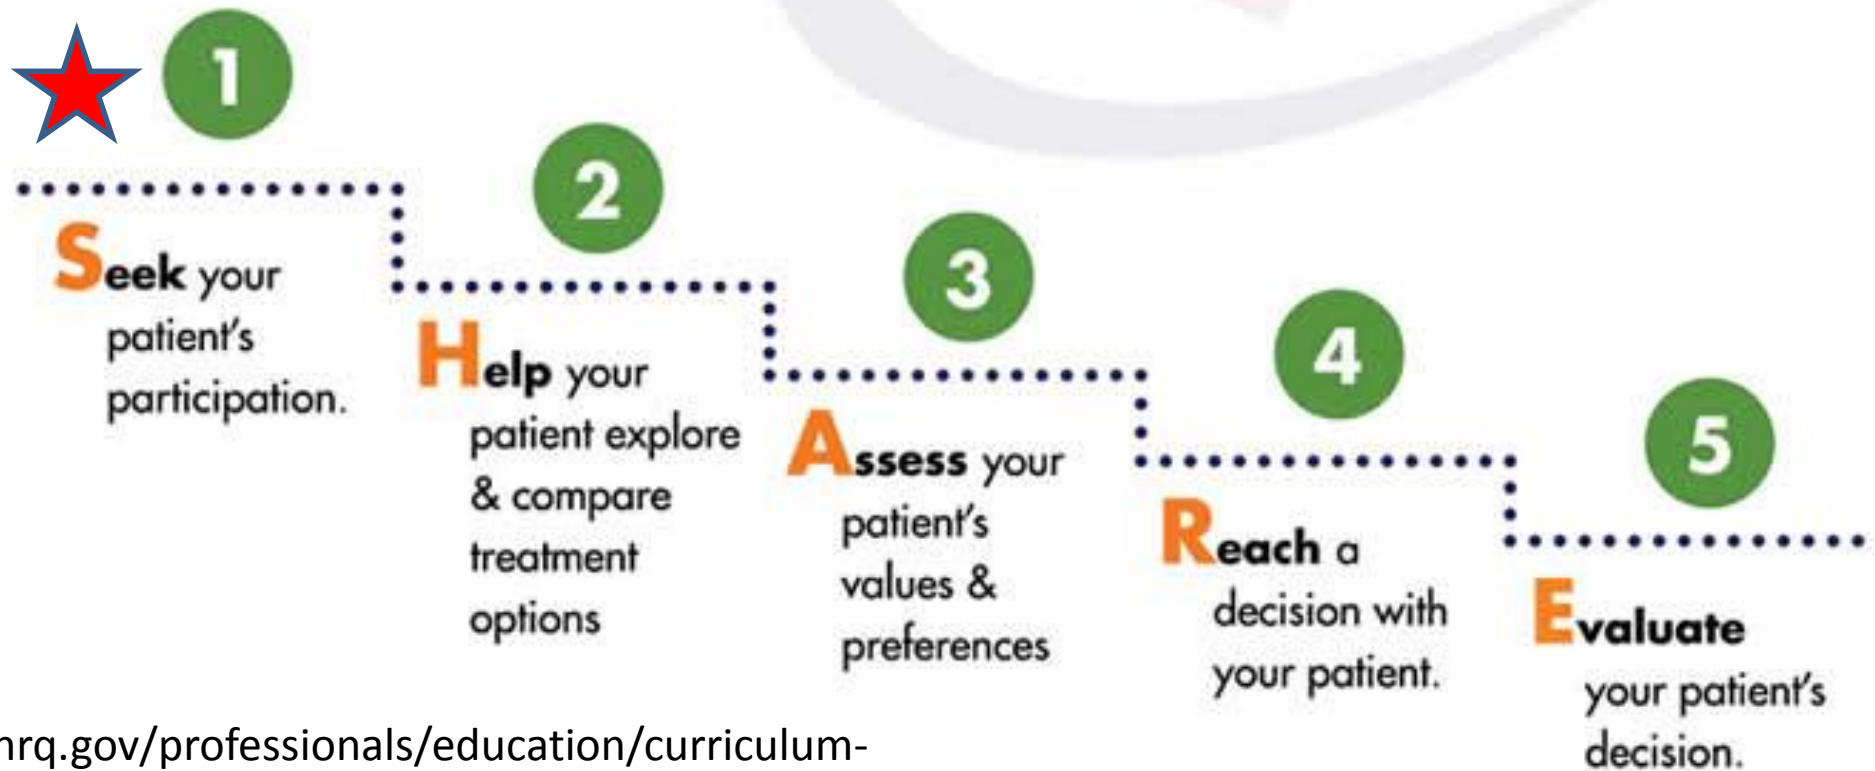 1
Seek your
patient's
participation.
2
Help your
patient explore
& compare
treatment
options
3
Assess your
patient's
values &
preferences
4
Reach a
decision with
your patient.
5
Evaluate
your patient's
decision.
hrq.gov/professionals/education/curriculum-